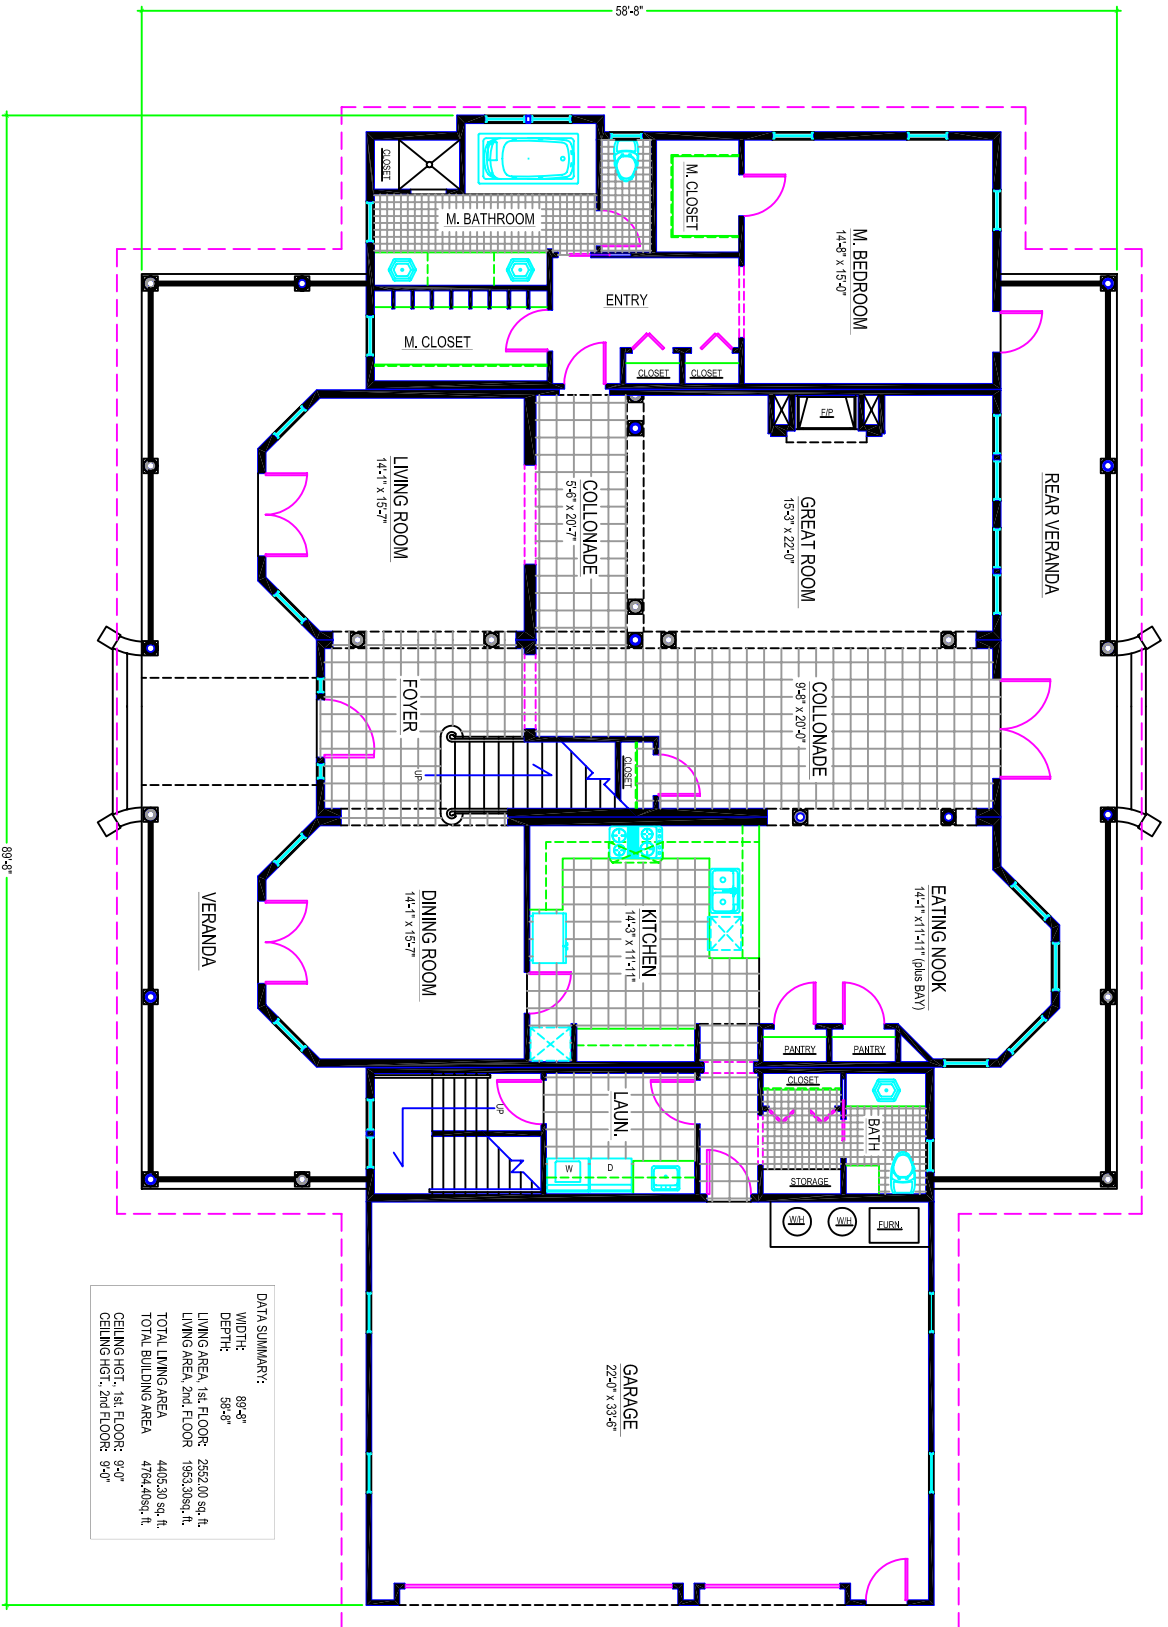 58'-8"
89'-8"
CLOSET
M. BATHROOM
M. CLOSET
M. BEDROOM
14'-8" x 15'-0"
ENTRY
M. CLOSET
CLOSET
CLOSET
F/P
LIVING ROOM
14'-1" x 15'-7"
COLLONADE
5'-6" x 20'-7"
GREAT ROOM
15'-3" x 22'-0"
REAR VERANDA
FOYER
COLLONADE
9'-8" x 20'-0"
CLOSET
UP
VERANDA
DINING ROOM
14'-1" x 15'-7"
KITCHEN
14'-3" x 11'-11"
EATING NOOK
14'-1" x11'-11" (plus BAY)
PANTRY
PANTRY
CLOSET
UP
LAUN.
BATH
W
D
STORAGE
W/H
W/H
FURN.
GARAGE
22'-0" x 33'-6"
DATA SUMMARY:
WIDTH: 89'-8"
DEPTH: 58'-8"
LIVING AREA, 1st. FLOOR: 2552.00 sq. ft.
LIVING AREA, 2nd. FLOOR 1953.30sq. ft.
TOTAL LIVING AREA 4405.30 sq. ft.
TOTAL BUILDING AREA 4764.40sq. ft.
CEILING HGT., 1st. FLOOR: 9'-0"
CEILING HGT., 2nd FLOOR: 9'-0"